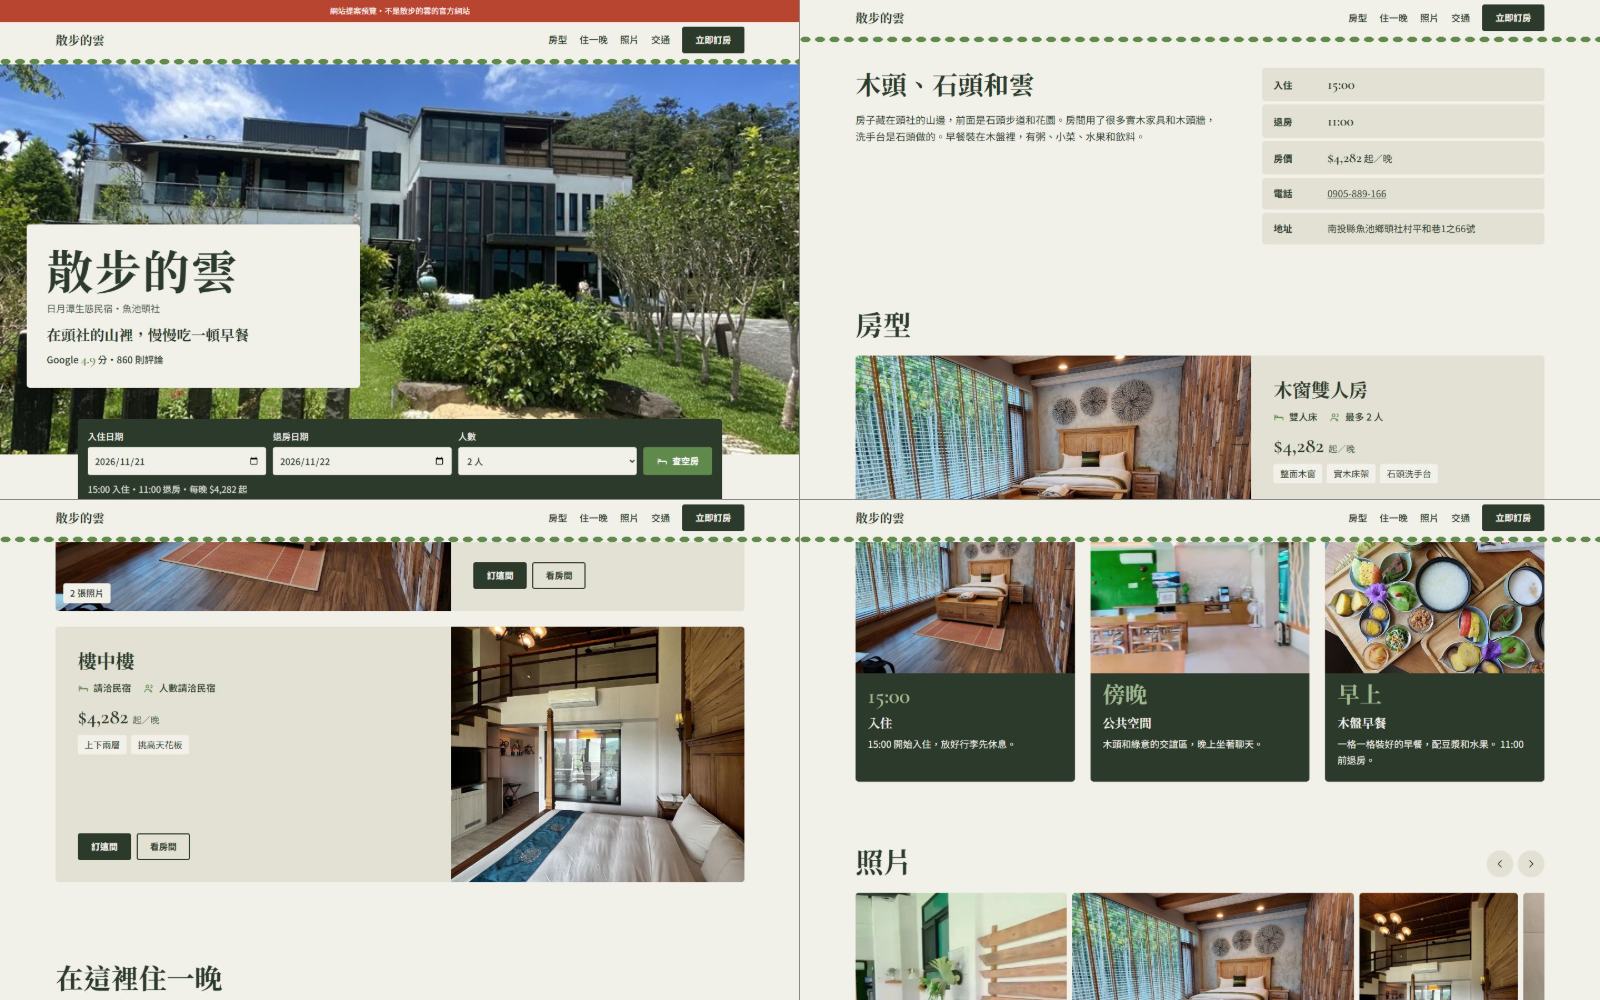 網站提案預覽・不是散步的雲的官方網站
散步的雲
房型 住一晚 照片 交通 立即訂房
散步的雲
日月潭生態民宿・魚池頭社
在頭社的山裡，慢慢吃一頓早餐
Google 4.9 分・860 則評論
入住日期 退房日期 人數
2026/11/21 2026/11/22 2 人 查空房
15:00 入住・11:00 退房・每晚 $4,282 起
散步的雲
房型 住一晚 照片 交通 立即訂房
木頭、石頭和雲
房子藏在頭社的山邊，前面是石頭步道和花園。房間用了很多實木家具和木頭牆，
洗手台是石頭做的。早餐裝在木盤裡，有粥、小菜、水果和飲料。
入住 15:00
退房 11:00
房價 $4,282 起／晚
電話 0905-889-166
地址 南投縣魚池鄉頭社村平和巷1之66號
房型
木窗雙人房
雙人床 最多 2 人
$4,282 起／晚
整面木窗 實木床架 石頭洗手台
散步的雲
房型 住一晚 照片 交通 立即訂房
2 張照片
訂這間 看房間
樓中樓
請洽民宿 人數請洽民宿
$4,282 起／晚
上下兩層 挑高天花板
訂這間 看房間
在這裡住一晚
散步的雲
房型 住一晚 照片 交通 立即訂房
15:00
入住
15:00 開始入住，放好行李先休息。
傍晚
公共空間
木頭和綠意的交誼區，晚上坐著聊天。
早上
木盤早餐
一格一格裝好的早餐，配豆漿和水果。 11:00
前退房。
照片